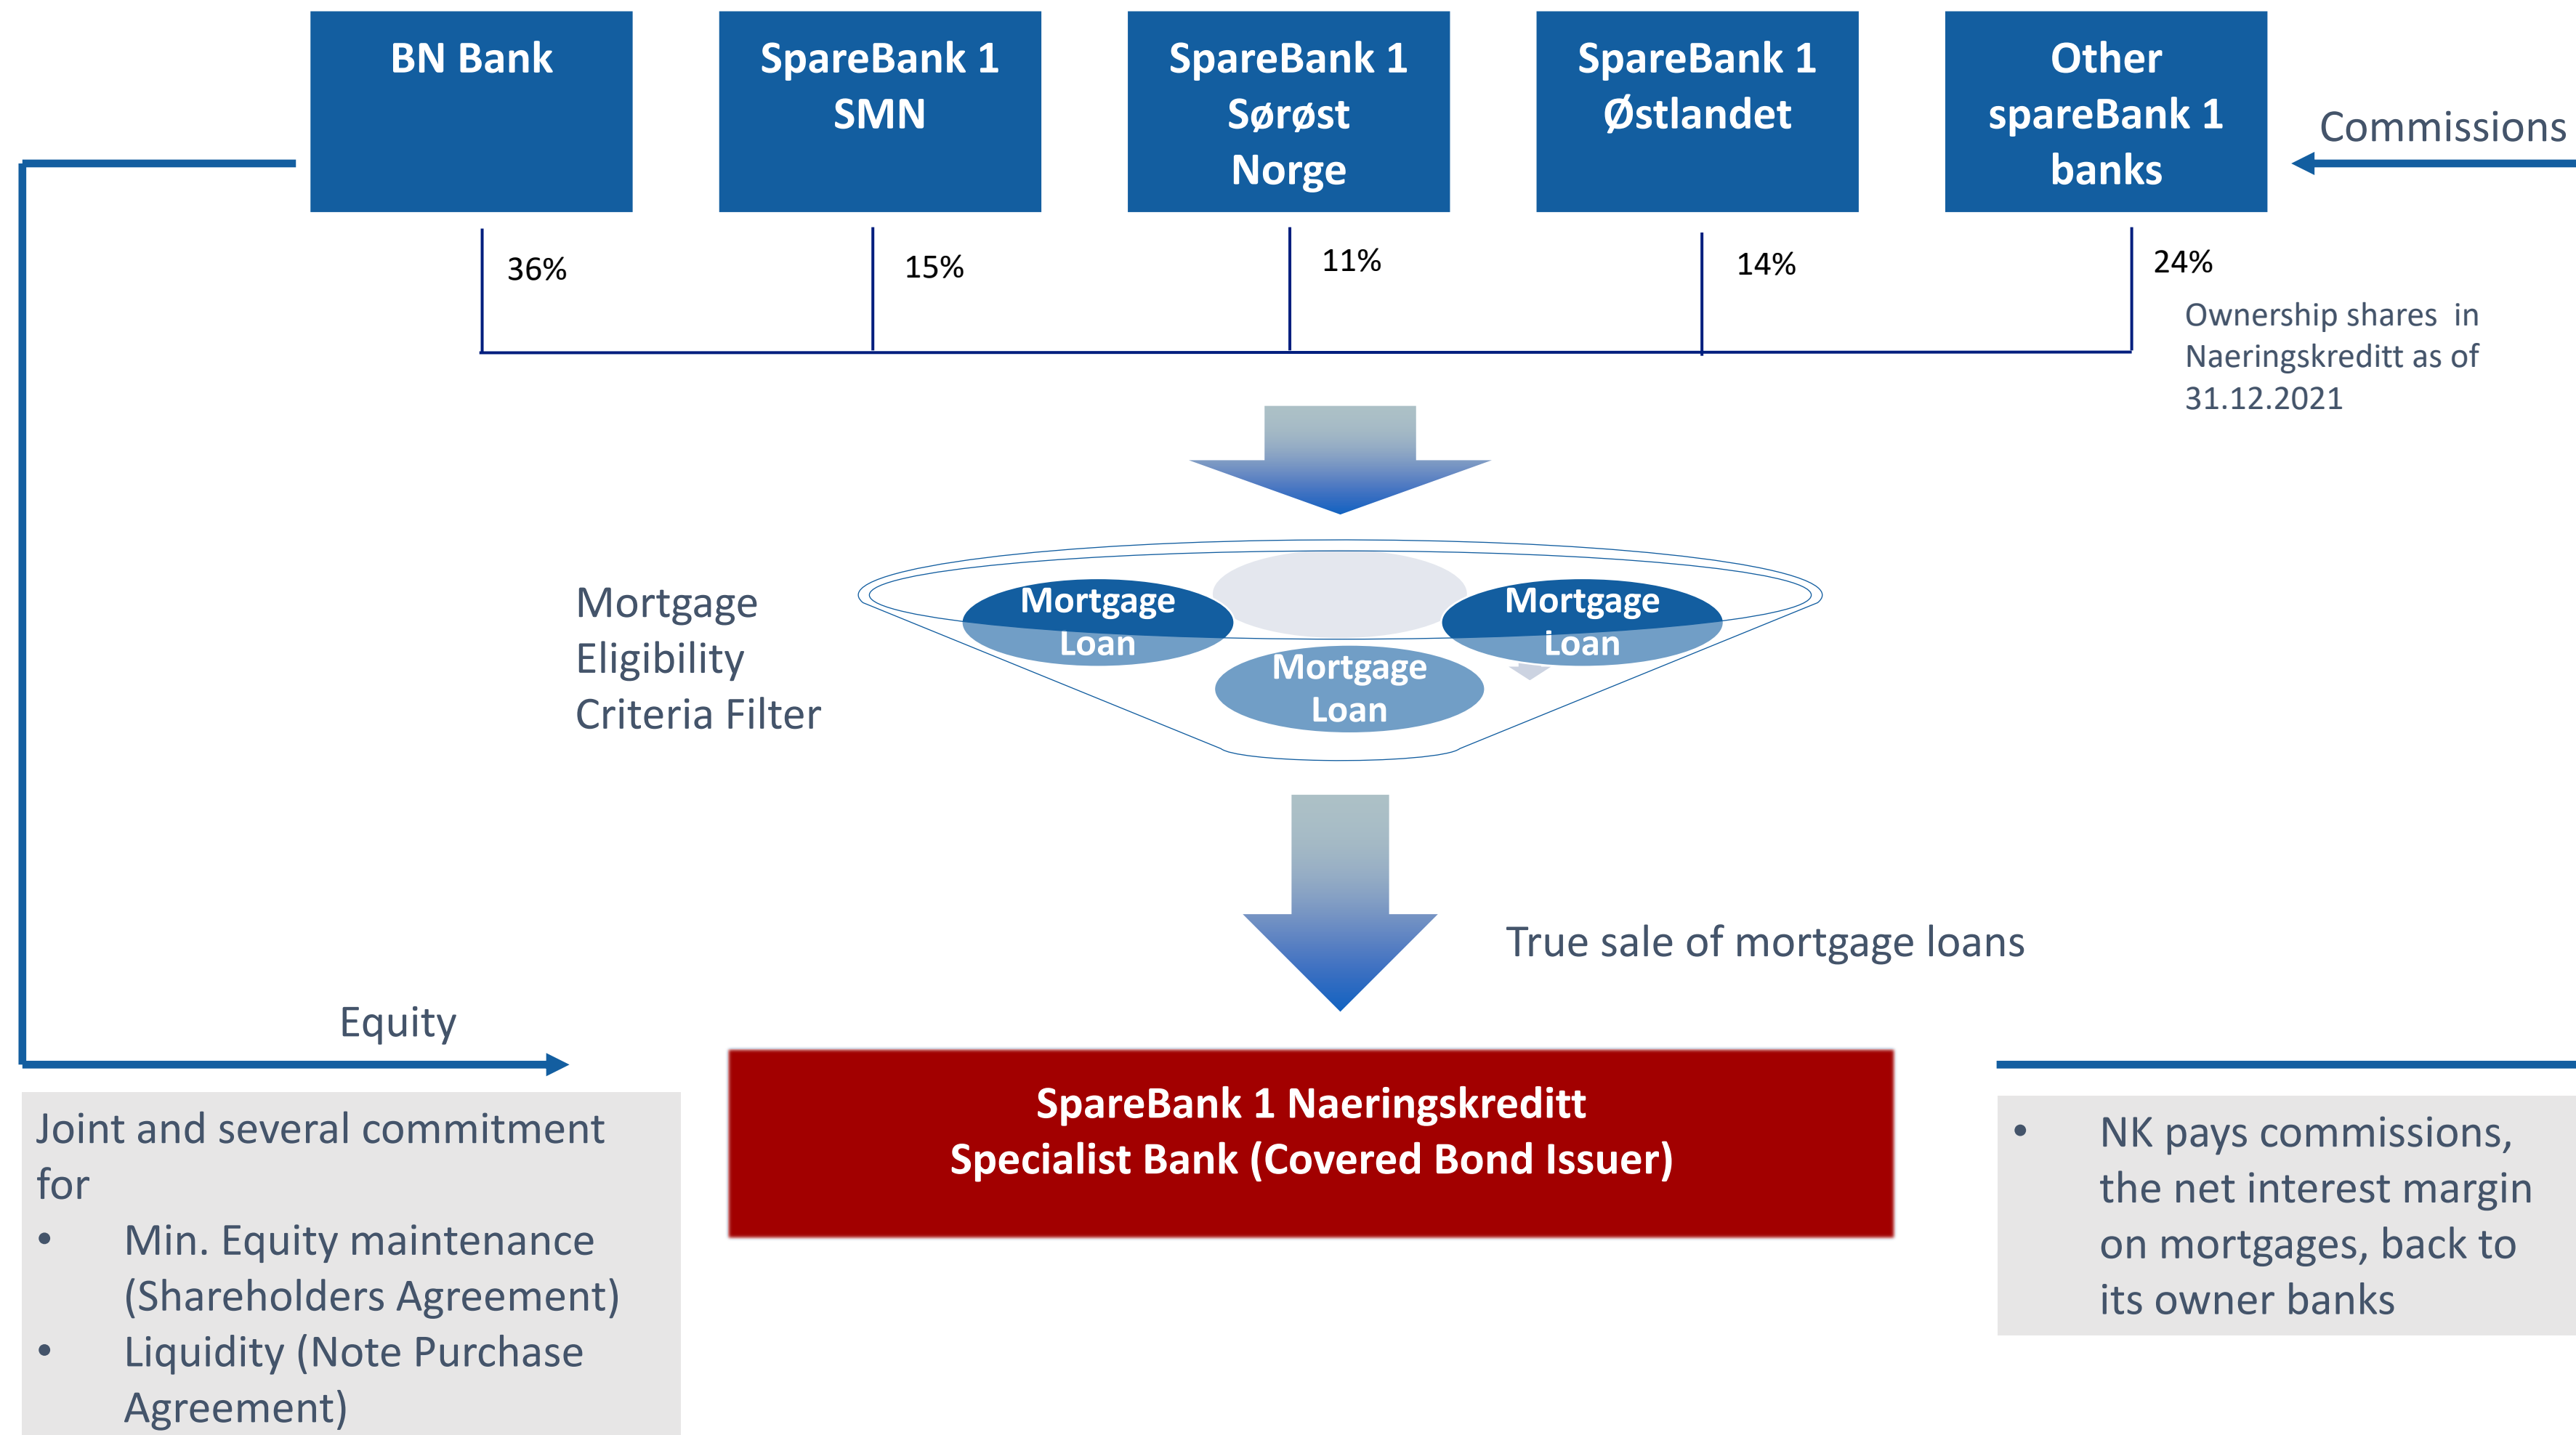 BN Bank
SpareBank 1
SMN
SpareBank 1
Sørøst
Norge
SpareBank 1
Østlandet
Other
spareBank 1
banks
Commissions
36%
15%
11%
14%
24%
Ownership shares  in
Naeringskreditt as of
31.12.2021
Mortgage
Eligibility
Criteria Filter
Mortgage
Loan
Mortgage
Loan
Mortgage
Loan
True sale of mortgage loans
Equity
SpareBank 1 Naeringskreditt
Specialist Bank (Covered Bond Issuer)
Joint and several commitment
for
• Min. Equity maintenance
(Shareholders Agreement)
• Liquidity (Note Purchase
Agreement)
• NK pays commissions,
the net interest margin
on mortgages, back to
its owner banks